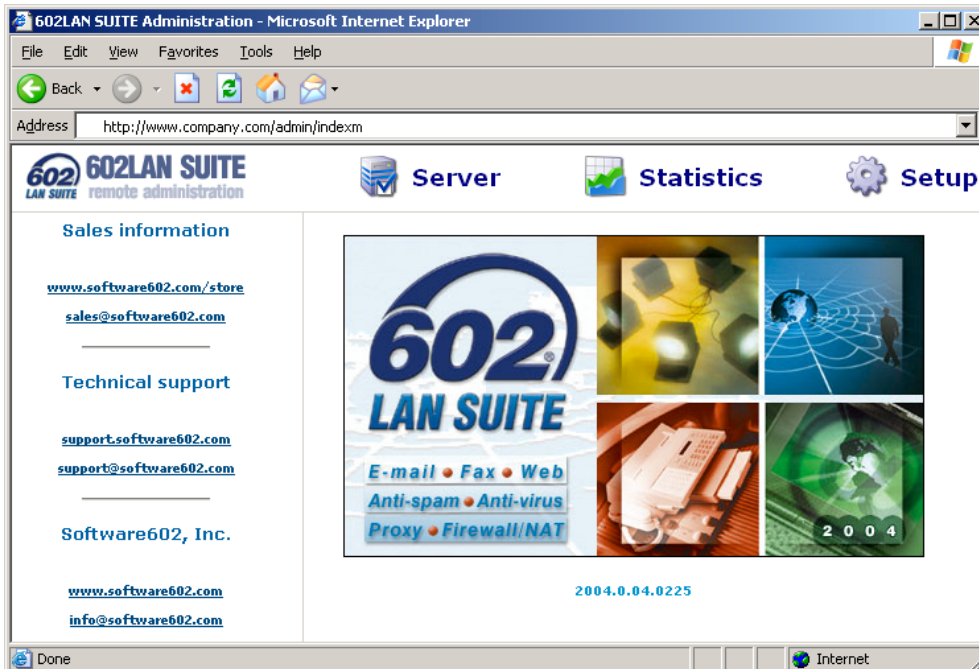 602LAN SUITE Administration - Microsoft Internet Explorer
File Edit View Favorites Tools Help
Back
Address http://www.company.com/admin/indexm
602 LAN SUITE
602LAN SUITE
remote administration
Server Statistics Setup
Sales information
www.software602.com/store
sales@software602.com
Technical support
support.software602.com
support@software602.com
Software602, Inc.
www.software602.com
info@software602.com
602®
LAN SUITE
E-mail • Fax • Web
Anti-spam • Anti-virus
Proxy • Firewall/NAT
2004
2004.0.04.0225
Done Internet